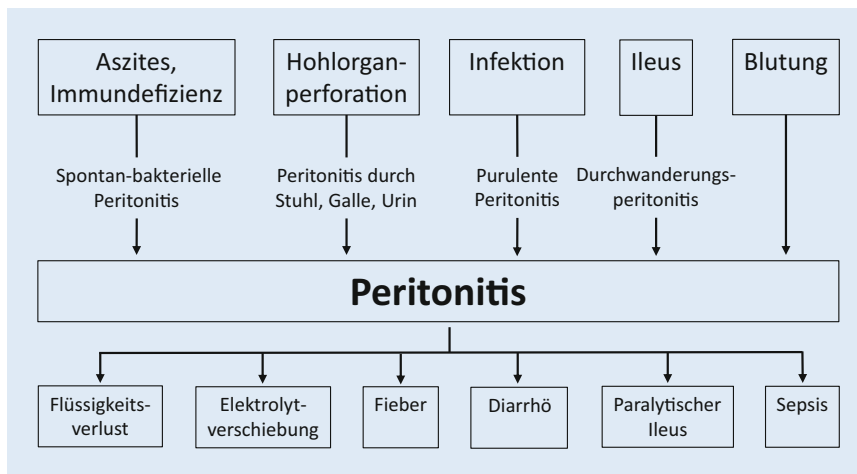 Aszites,
Immundefizienz
Hohlorgan-
perforation
Infektion
Ileus
Blutung
Spontan-bakterielle
Peritonitis
Peritonitis durch
Stuhl, Galle, Urin
Purulente
Peritonitis
Durchwanderungs-
peritonitis
Peritonitis
Flüssigkeits-
verlust
Elektrolyt-
verschiebung
Fieber
Diarrhö
Paralytischer
Ileus
Sepsis